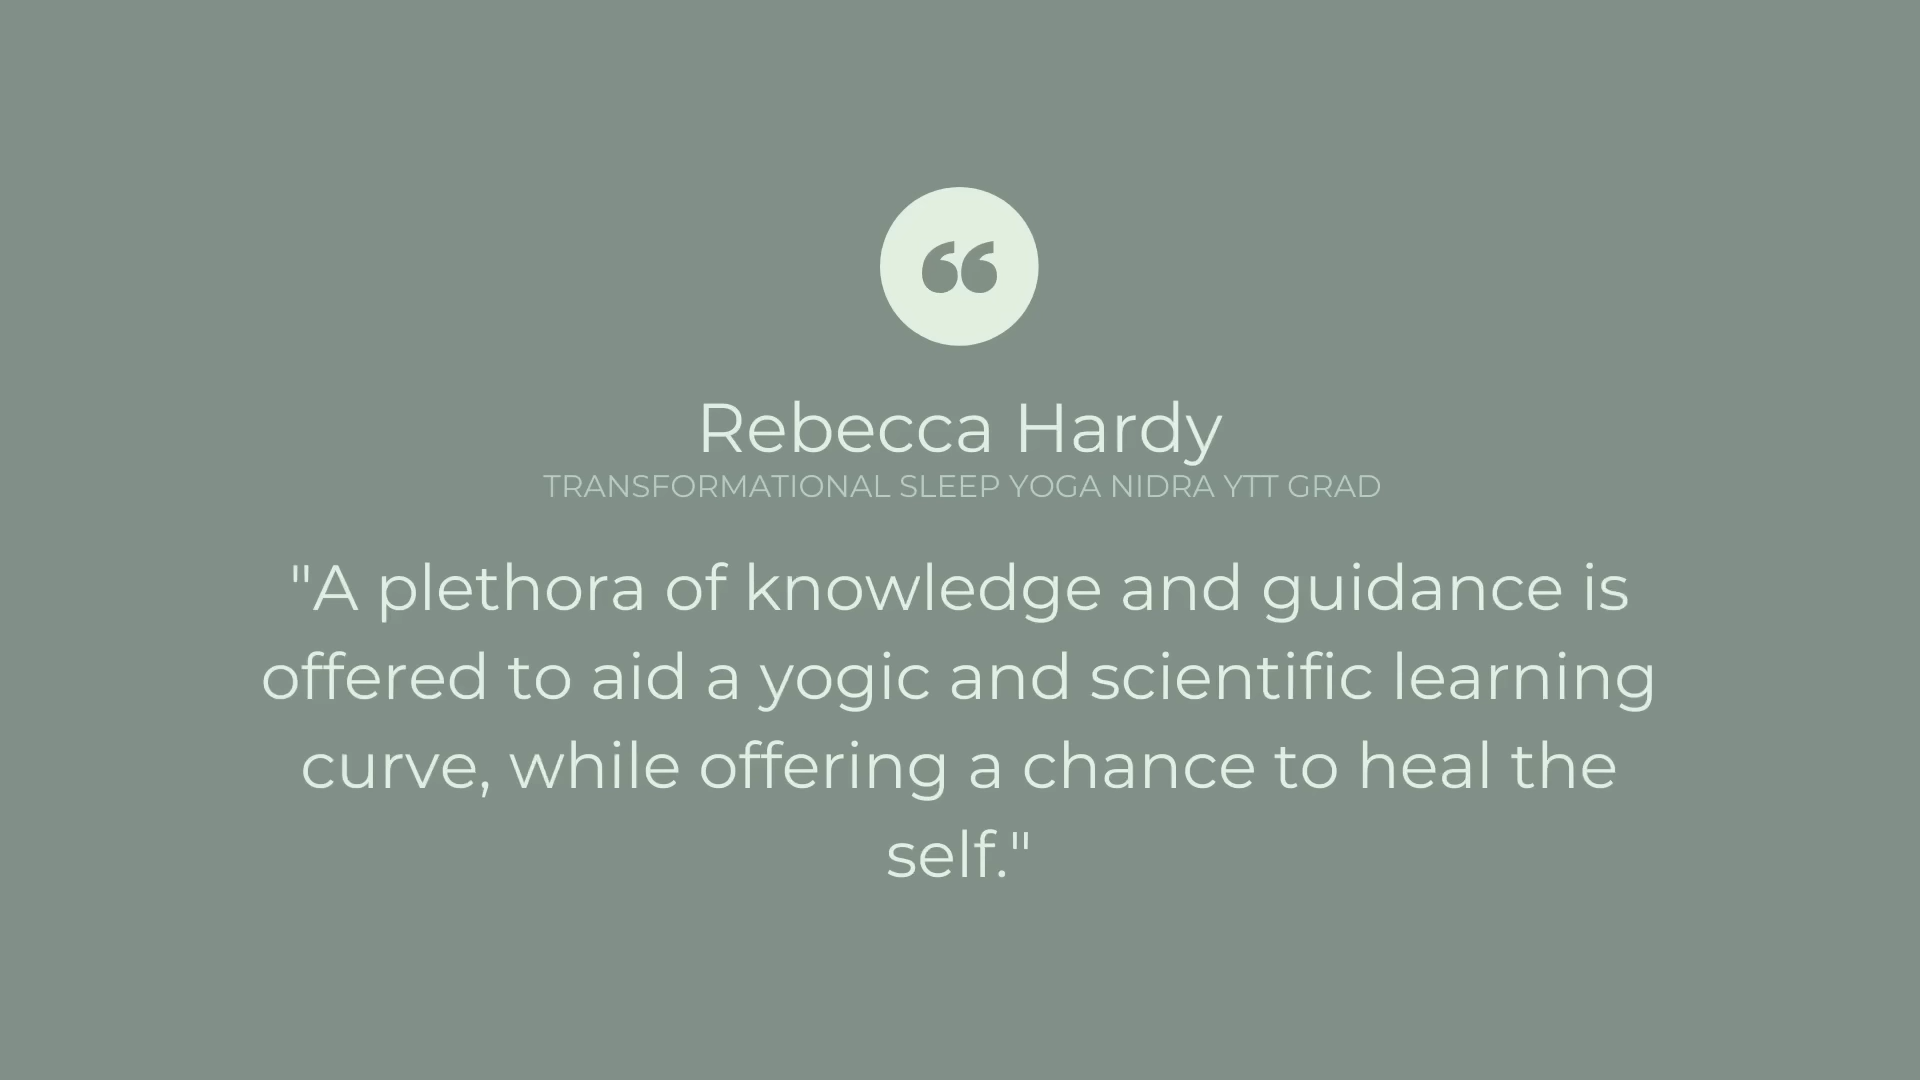 Rebecca Hardy
TRANSFORMATIONAL SLEEP YOGA NIDRA YTT GRAD
"A plethora of knowledge and guidance is
offered to aid a yogic and scientific learning
curve, while offering a chance to heal the
self."